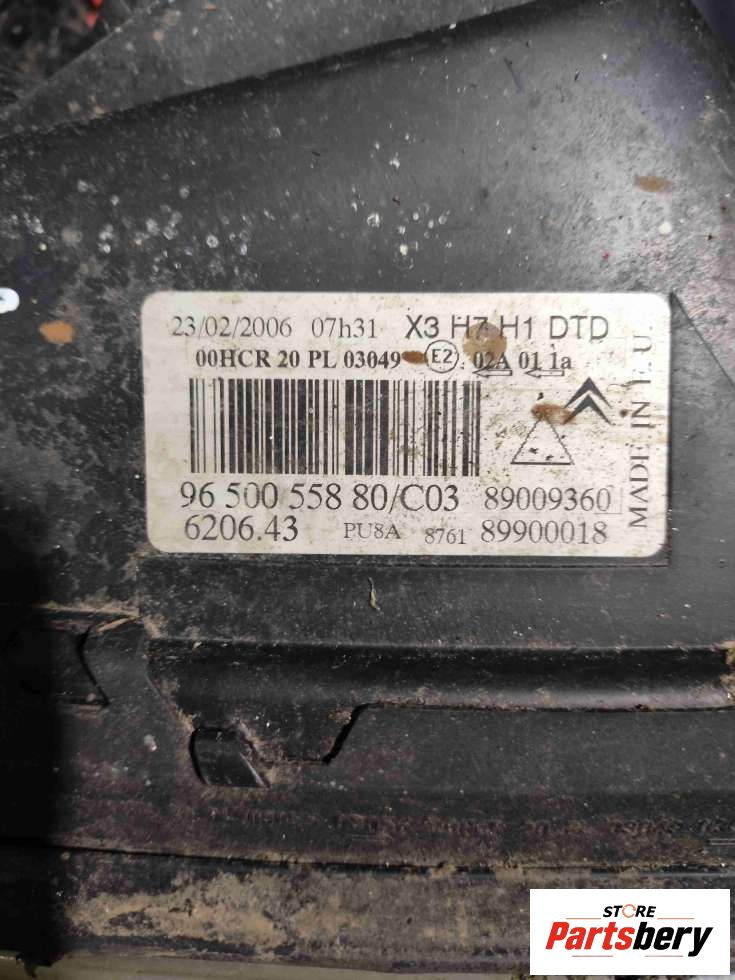 23/02/2006 07h31 X3 H7 H1 DTD
00HCR 20 PL 03049 E2 02A 01 1a
96 500 558 80/C03 89009360
6206.43 PU8A 8761 89900018
MADE IN E.U.
STORE
Partsbery